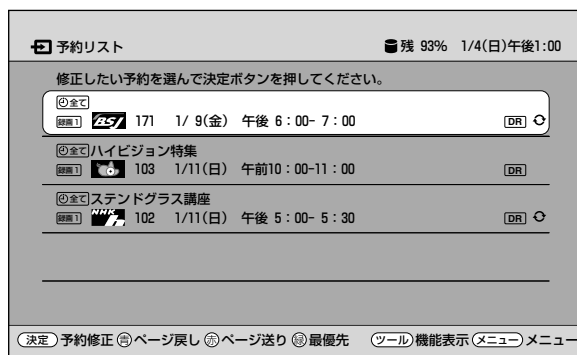 予約リスト 残 93% 1/4(日)午後1:00
修正したい予約を選んで決定ボタンを押してください。
全て
録画1 BSJ 171 1/ 9(金) 午後 6:00- 7:00 DR
全て ハイビジョン特集
録画1 103 1/11(日) 午前10:00-11:00 DR
全て ステンドグラス講座
録画1 NHK h 102 1/11(日) 午後 5:00- 5:30 DR
決定 予約修正 青 ページ戻し 赤 ページ送り 緑 最優先 ツール 機能表示 メニュー メニュー